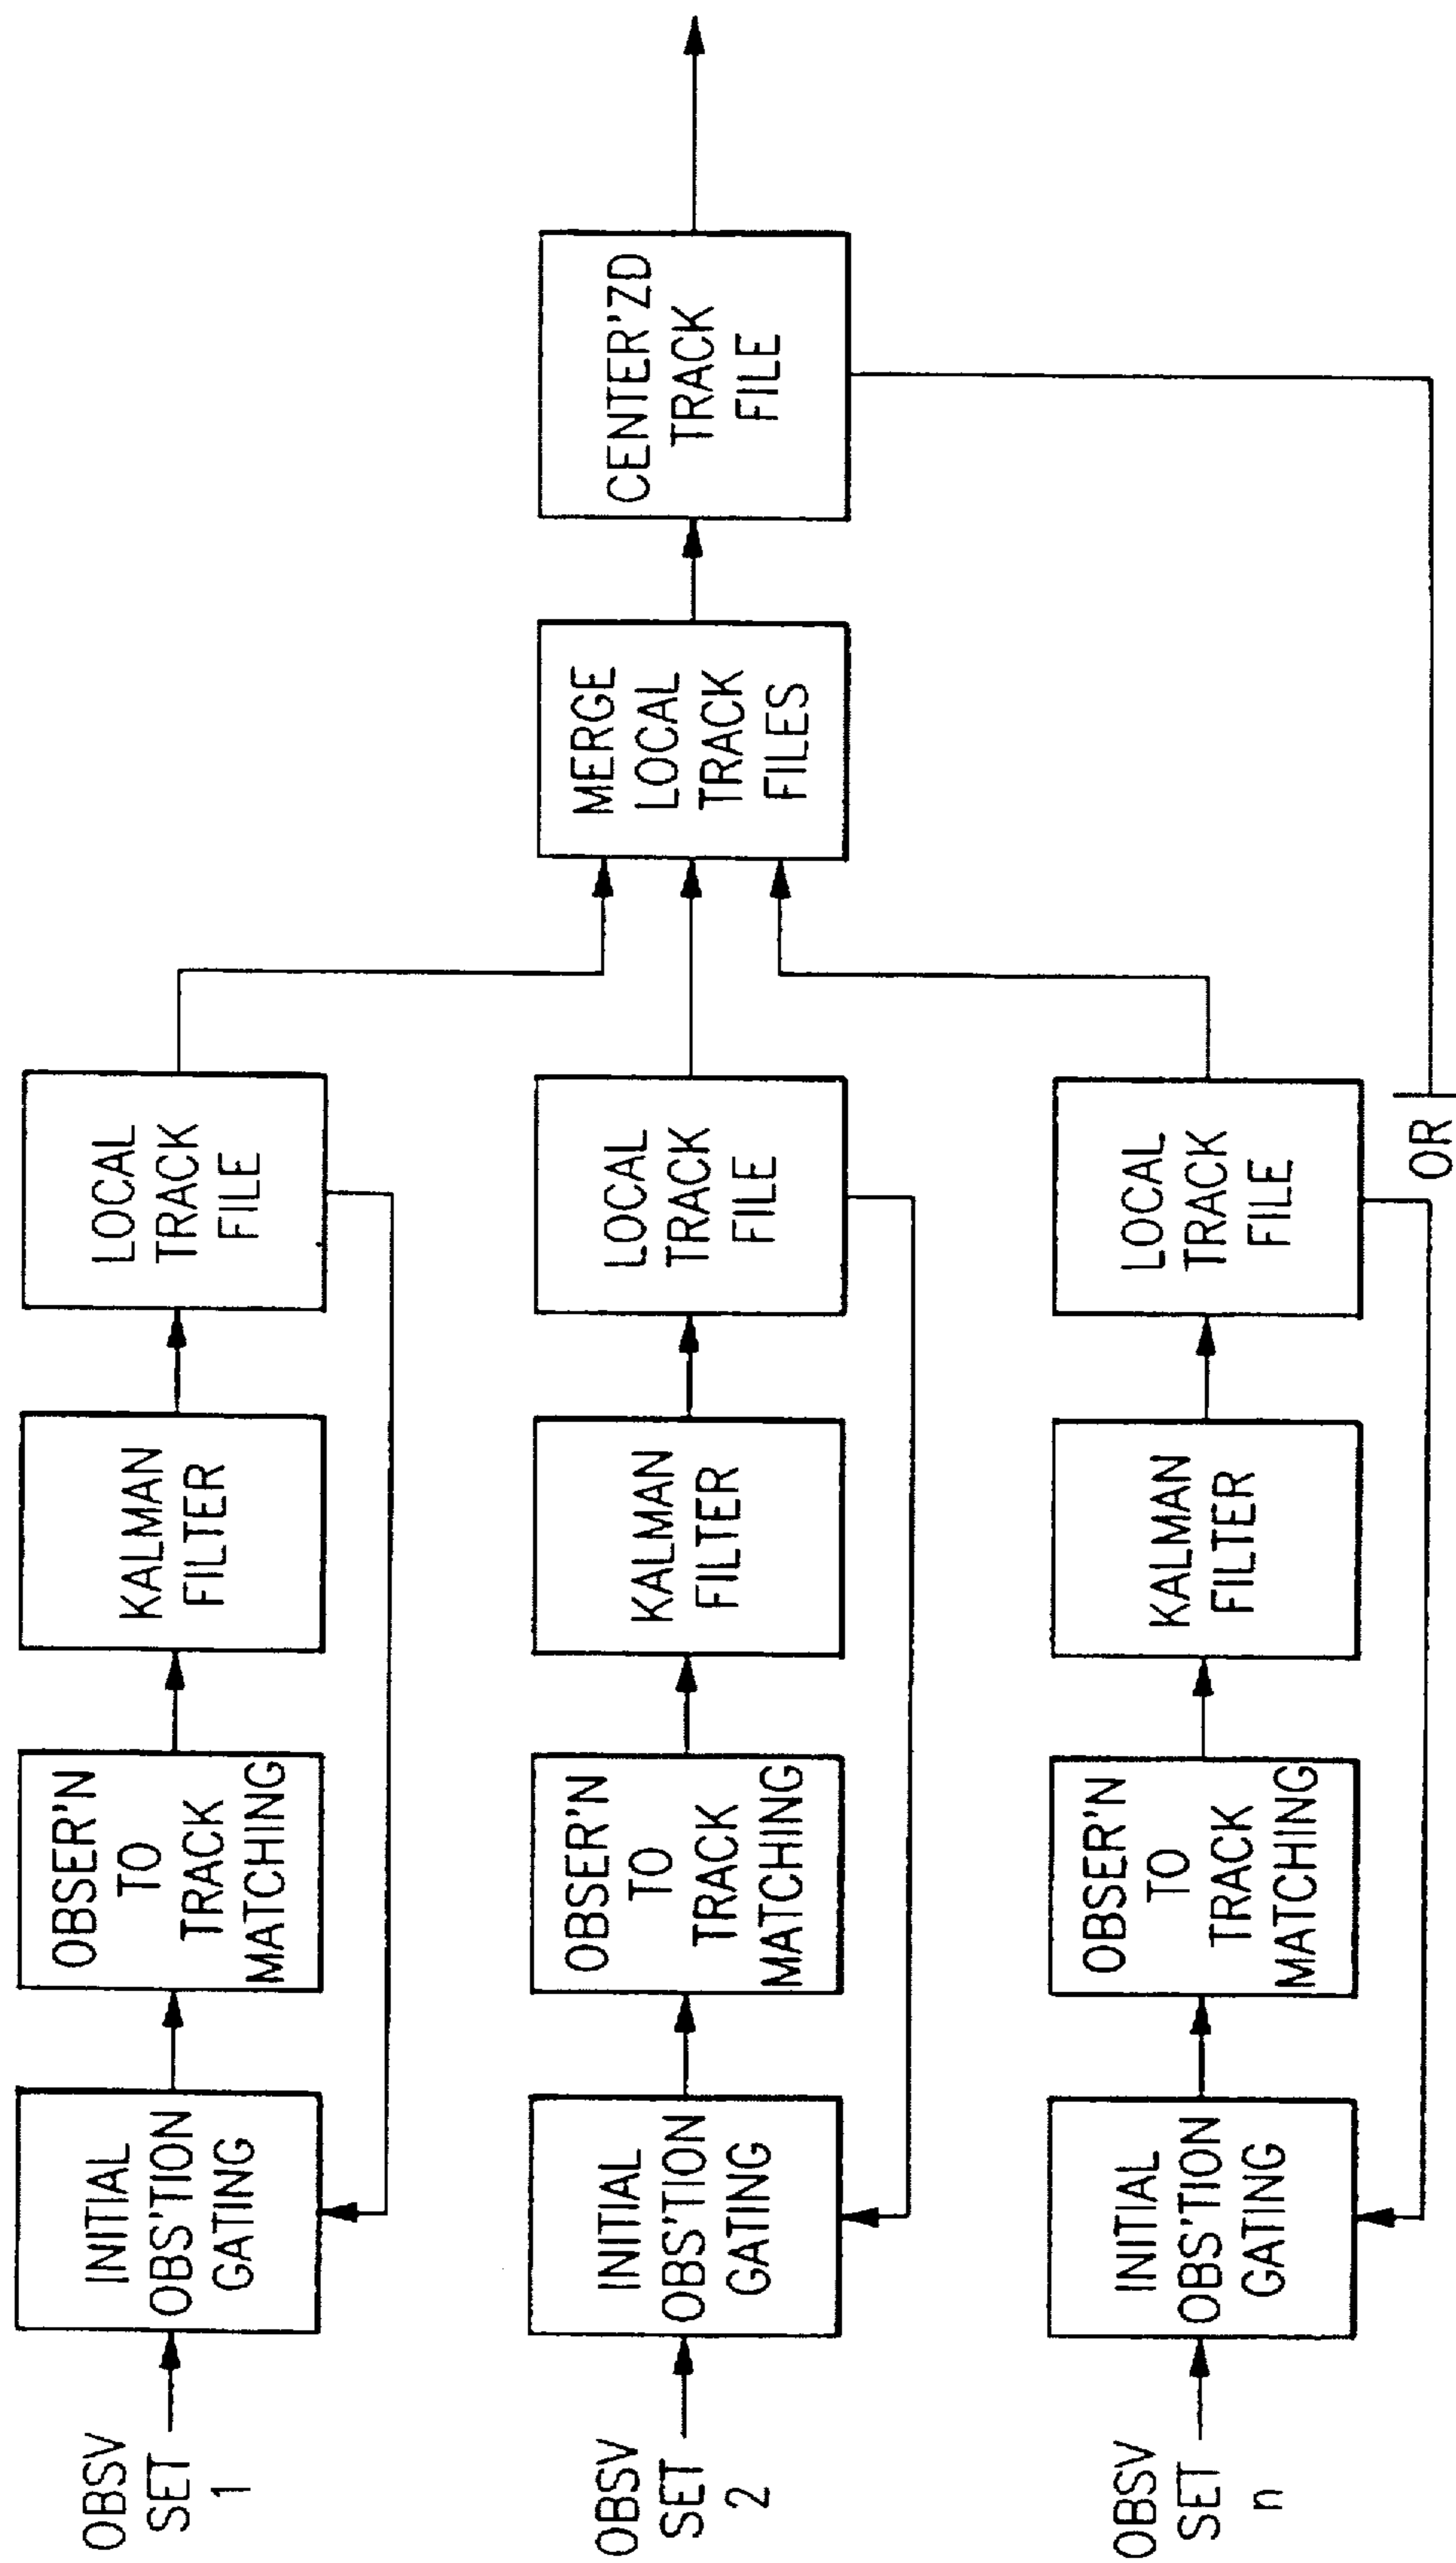 OBSV
SET
1
INITIAL
OBS'TION
GATING
OBSER'N
TO
TRACK
MATCHING
KALMAN
FILTER
LOCAL
TRACK
FILE
OBSV
SET
2
INITIAL
OBS'TION
GATING
OBSER'N
TO
TRACK
MATCHING
KALMAN
FILTER
LOCAL
TRACK
FILE
MERGE
LOCAL
TRACK
FILES
CENTER'ZD
TRACK
FILE
OBSV
SET
n
INITIAL
OBS'TION
GATING
OBSER'N
TO
TRACK
MATCHING
KALMAN
FILTER
LOCAL
TRACK
FILE
OR